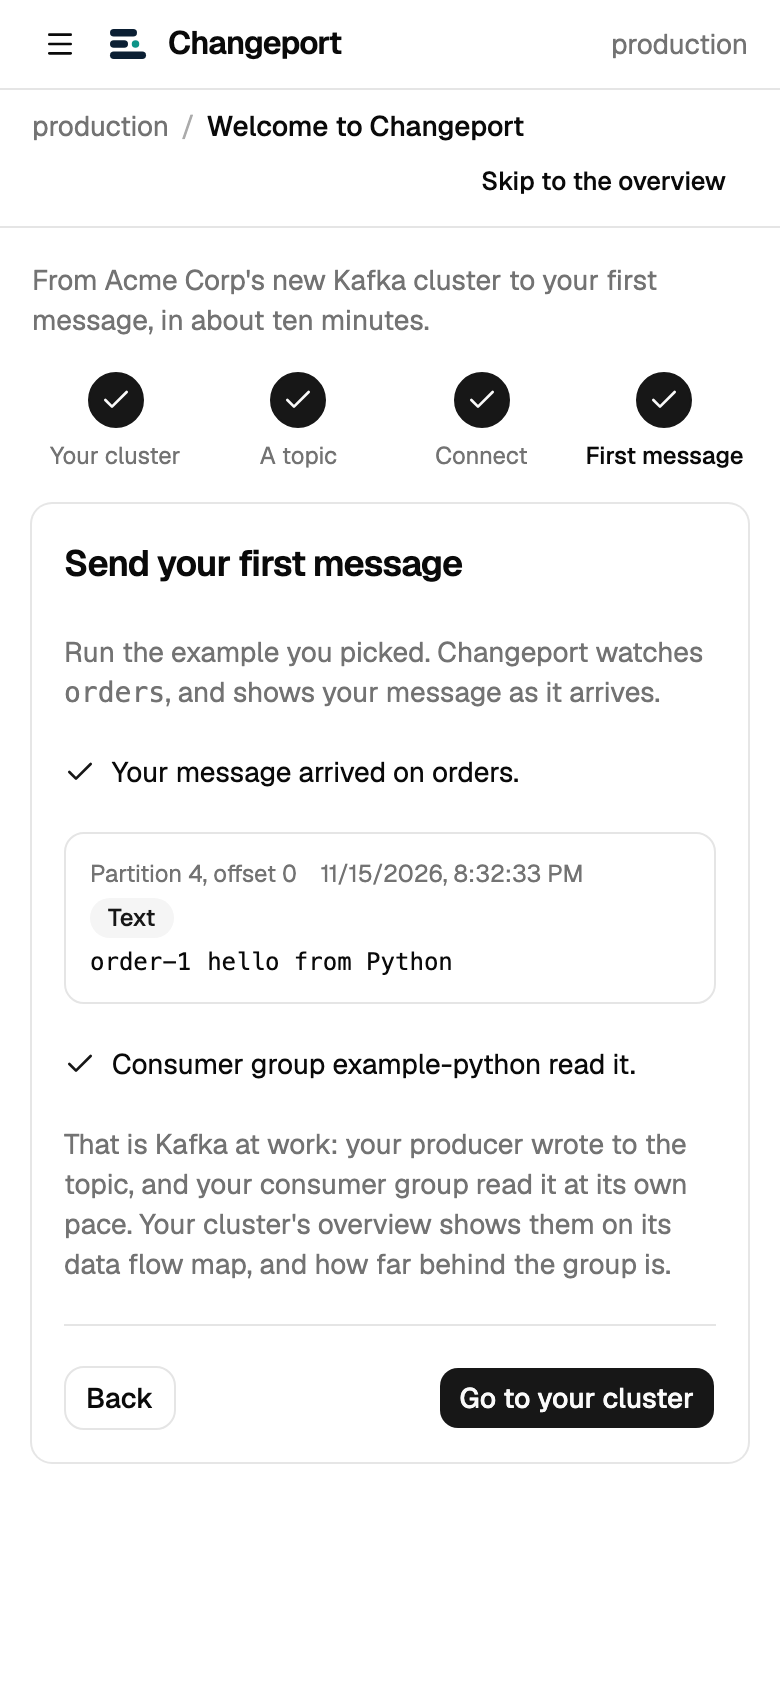 Changeport
production
production / Welcome to Changeport
Skip to the overview
From Acme Corp's new Kafka cluster to your first
message, in about ten minutes.
Your cluster
A topic
Connect
First message
Send your first message
Run the example you picked. Changeport watches
orders, and shows your message as it arrives.
Your message arrived on orders.
Partition 4, offset 0 11/15/2026, 8:32:33 PM
Text
order-1 hello from Python
Consumer group example-python read it.
That is Kafka at work: your producer wrote to the
topic, and your consumer group read it at its own
pace. Your cluster's overview shows them on its
data flow map, and how far behind the group is.
Back
Go to your cluster